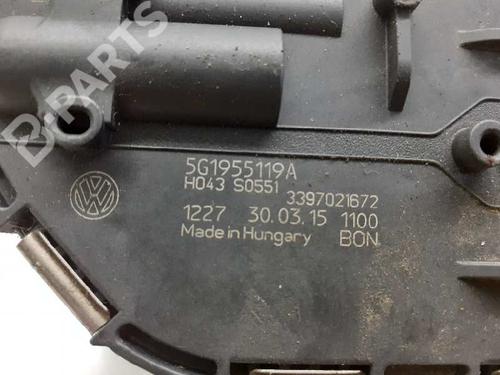 B-PARTS
5G1955119A
H043 S0551
3397021672
1227 30.03.15 1100
Made in Hungary BON